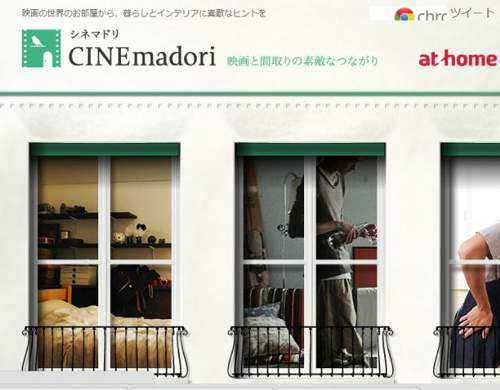 映画の世界のお部屋から、暮らしとインテリアに素敵なヒントを
chrc ツイート
シネマドリ
CINEmadori 映画と間取りの素敵なつながり
at home